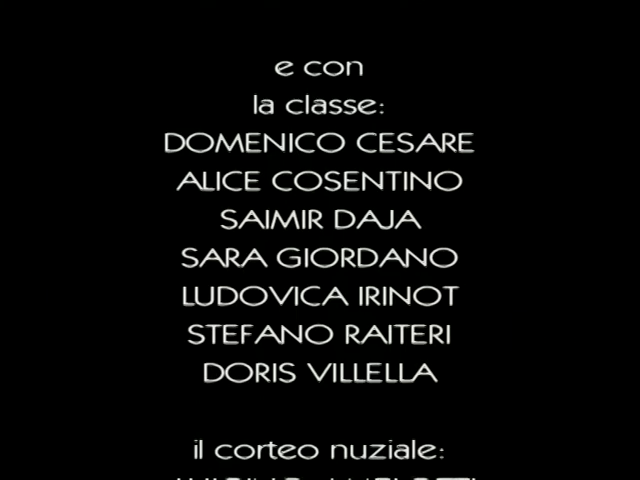 e con
la classe:
DOMENICO CESARE
ALICE COSENTINO
SAIMIR DAJA
SARA GIORDANO
LUDOVICA IRINOT
STEFANO RAITERI
DORIS VILLELLA
il corteo nuziale: